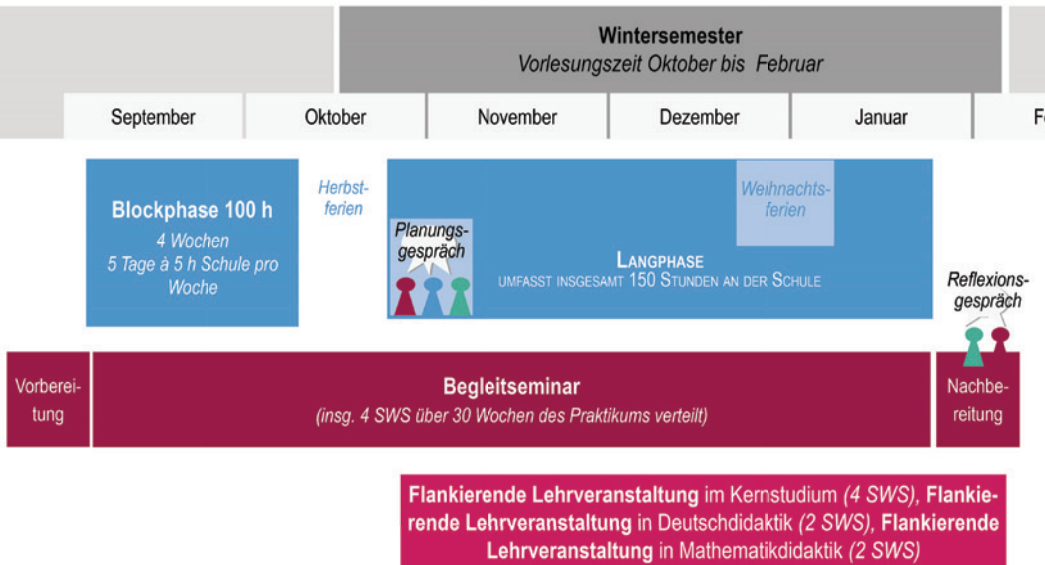 Wintersemester
Vorlesungszeit Oktober bis Februar
September
Oktober
November
Dezember
Januar
Blockphase 100 h
4 Wochen
5 Tage à 5 h Schule pro
Woche
Herbst-
ferien
Planungs-
gespräch
Weihnachts-
ferien
LANGPHASE
UMFASST INSGESAMT 150 STUNDEN AN DER SCHULE
Reflexions-
gespräch
Vorberei-
tung
Begleitseminar
(insg. 4 SWS über 30 Wochen des Praktikums verteilt)
Nachbe-
reitung
Flankierende Lehrveranstaltung im Kernstudium (4 SWS), Flankie-
rende Lehrveranstaltung in Deutschdidaktik (2 SWS), Flankierende
Lehrveranstaltung in Mathematikdidaktik (2 SWS)